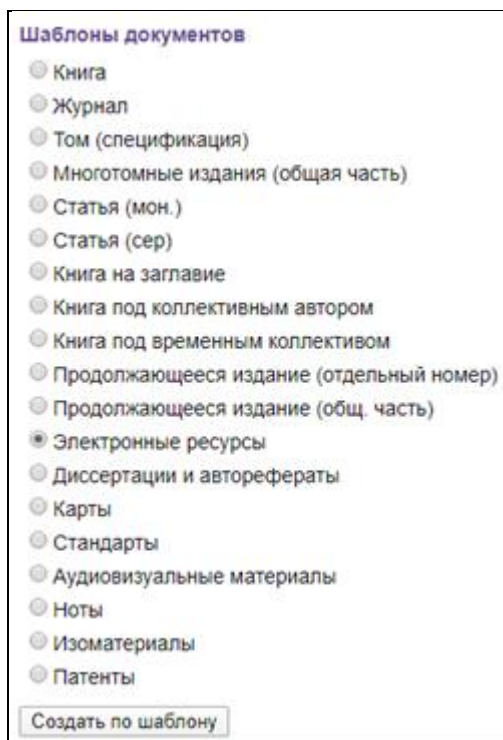 Шаблоны документов
Книга
Журнал
Том (спецификация)
Многотомные издания (общая часть)
Статья (мон.)
Статья (сер)
Книга на заглавие
Книга под коллективным автором
Книга под временным коллективом
Продолжающееся издание (отдельный номер)
Продолжающееся издание (общ. часть)
Электронные ресурсы
Диссертации и авторефераты
Карты
Стандарты
Аудиовизуальные материалы
Ноты
Изоматериалы
Патенты
Создать по шаблону